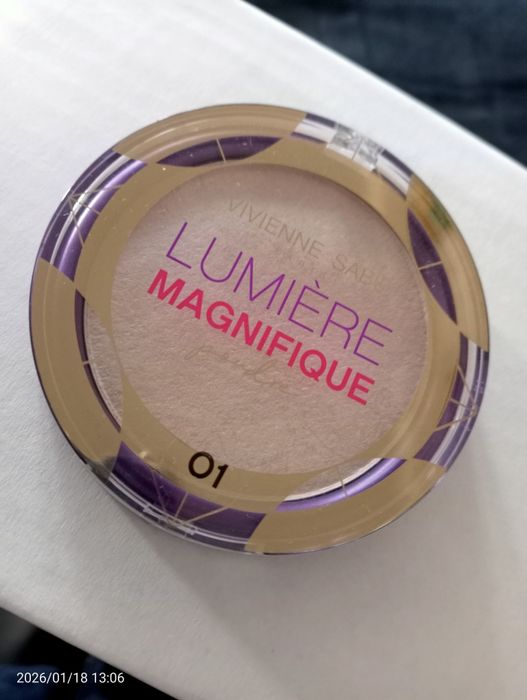 VIVIENNE SAB
LUMIÈRE
MAGNIFIQUE
01
2026/01/18 13:06